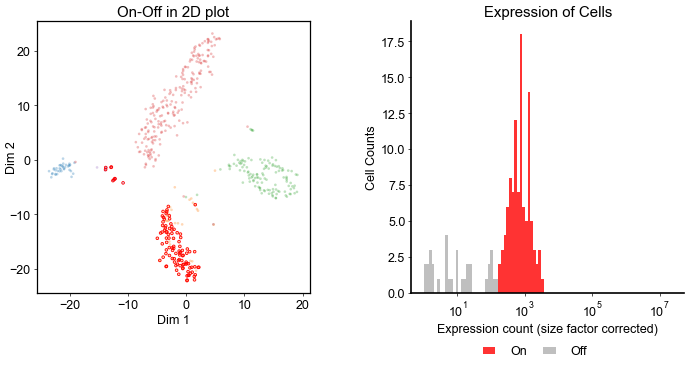 On-Off in 2D plot
Dim 2
20
10
0
−10
−20
−20
−10
0
10
20
Dim 1
Expression of Cells
Cell Counts
17.5
15.0
12.5
10.0
7.5
5.0
2.5
0.0
10^1
10^3
10^5
10^7
Expression count (size factor corrected)
On
Off